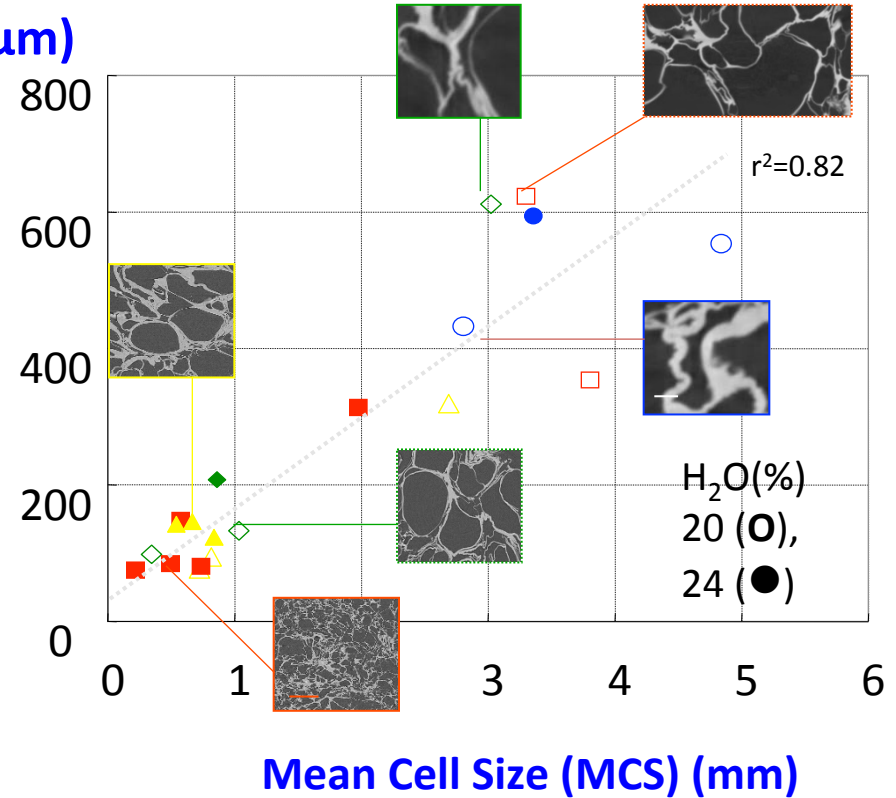 μm)
800
600
400
200
0
r²=0.82
H₂O(%)
20 (O),
24 (●)
0 1 3 4 5 6
Mean Cell Size (MCS) (mm)